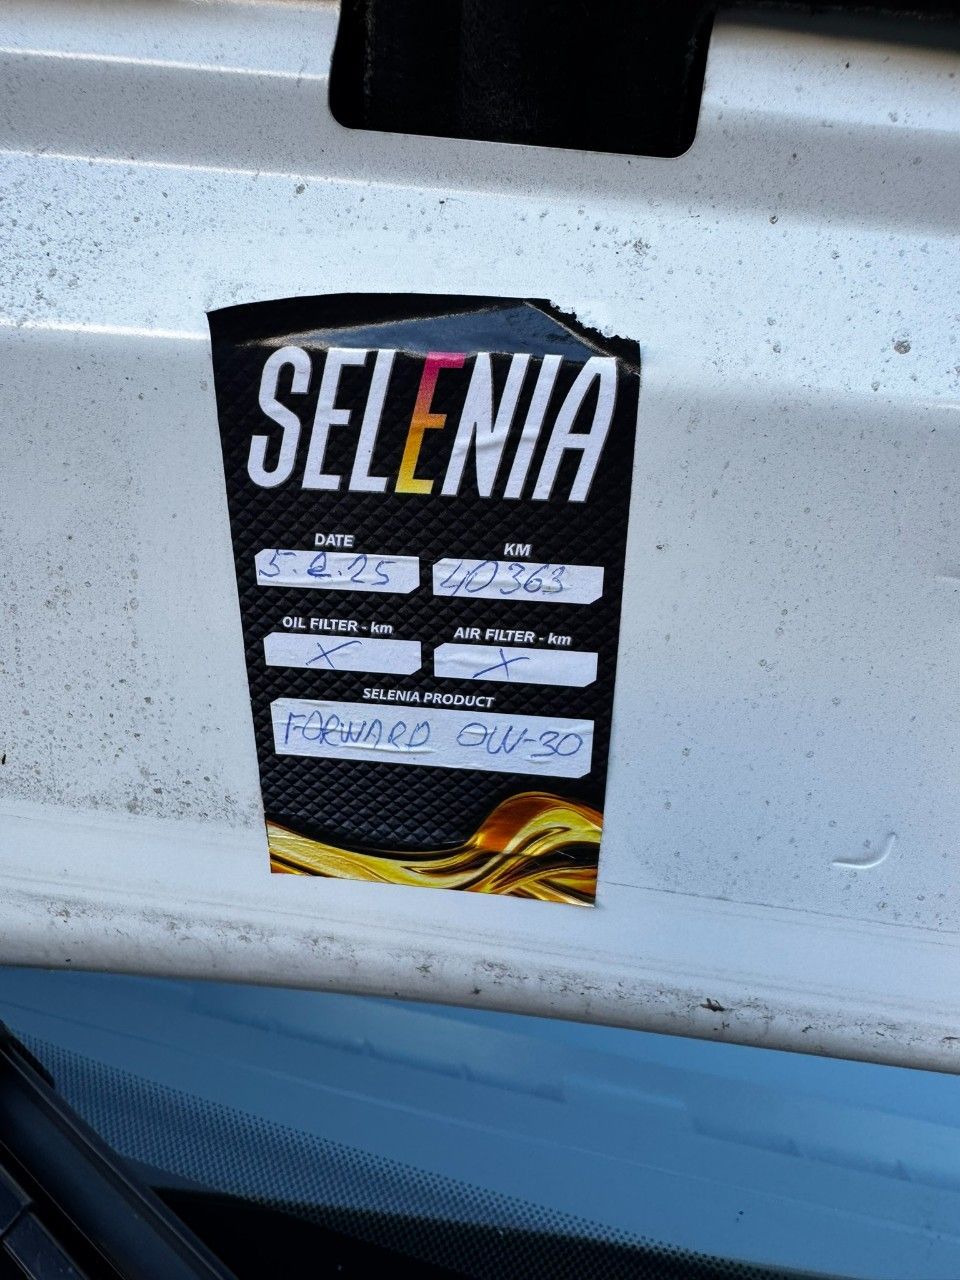 SELENIA
DATE KM
5.2.25 40363
OIL FILTER - km AIR FILTER - km
X X
SELENIA PRODUCT
FORWARD 0W-30